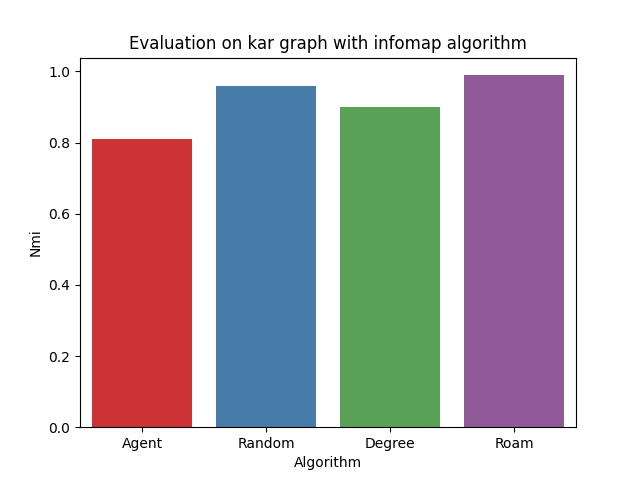 Evaluation on kar graph with infomap algorithm
1.0
0.8
0.6
0.4
0.2
0.0
Nmi
Agent Random Degree Roam
Algorithm